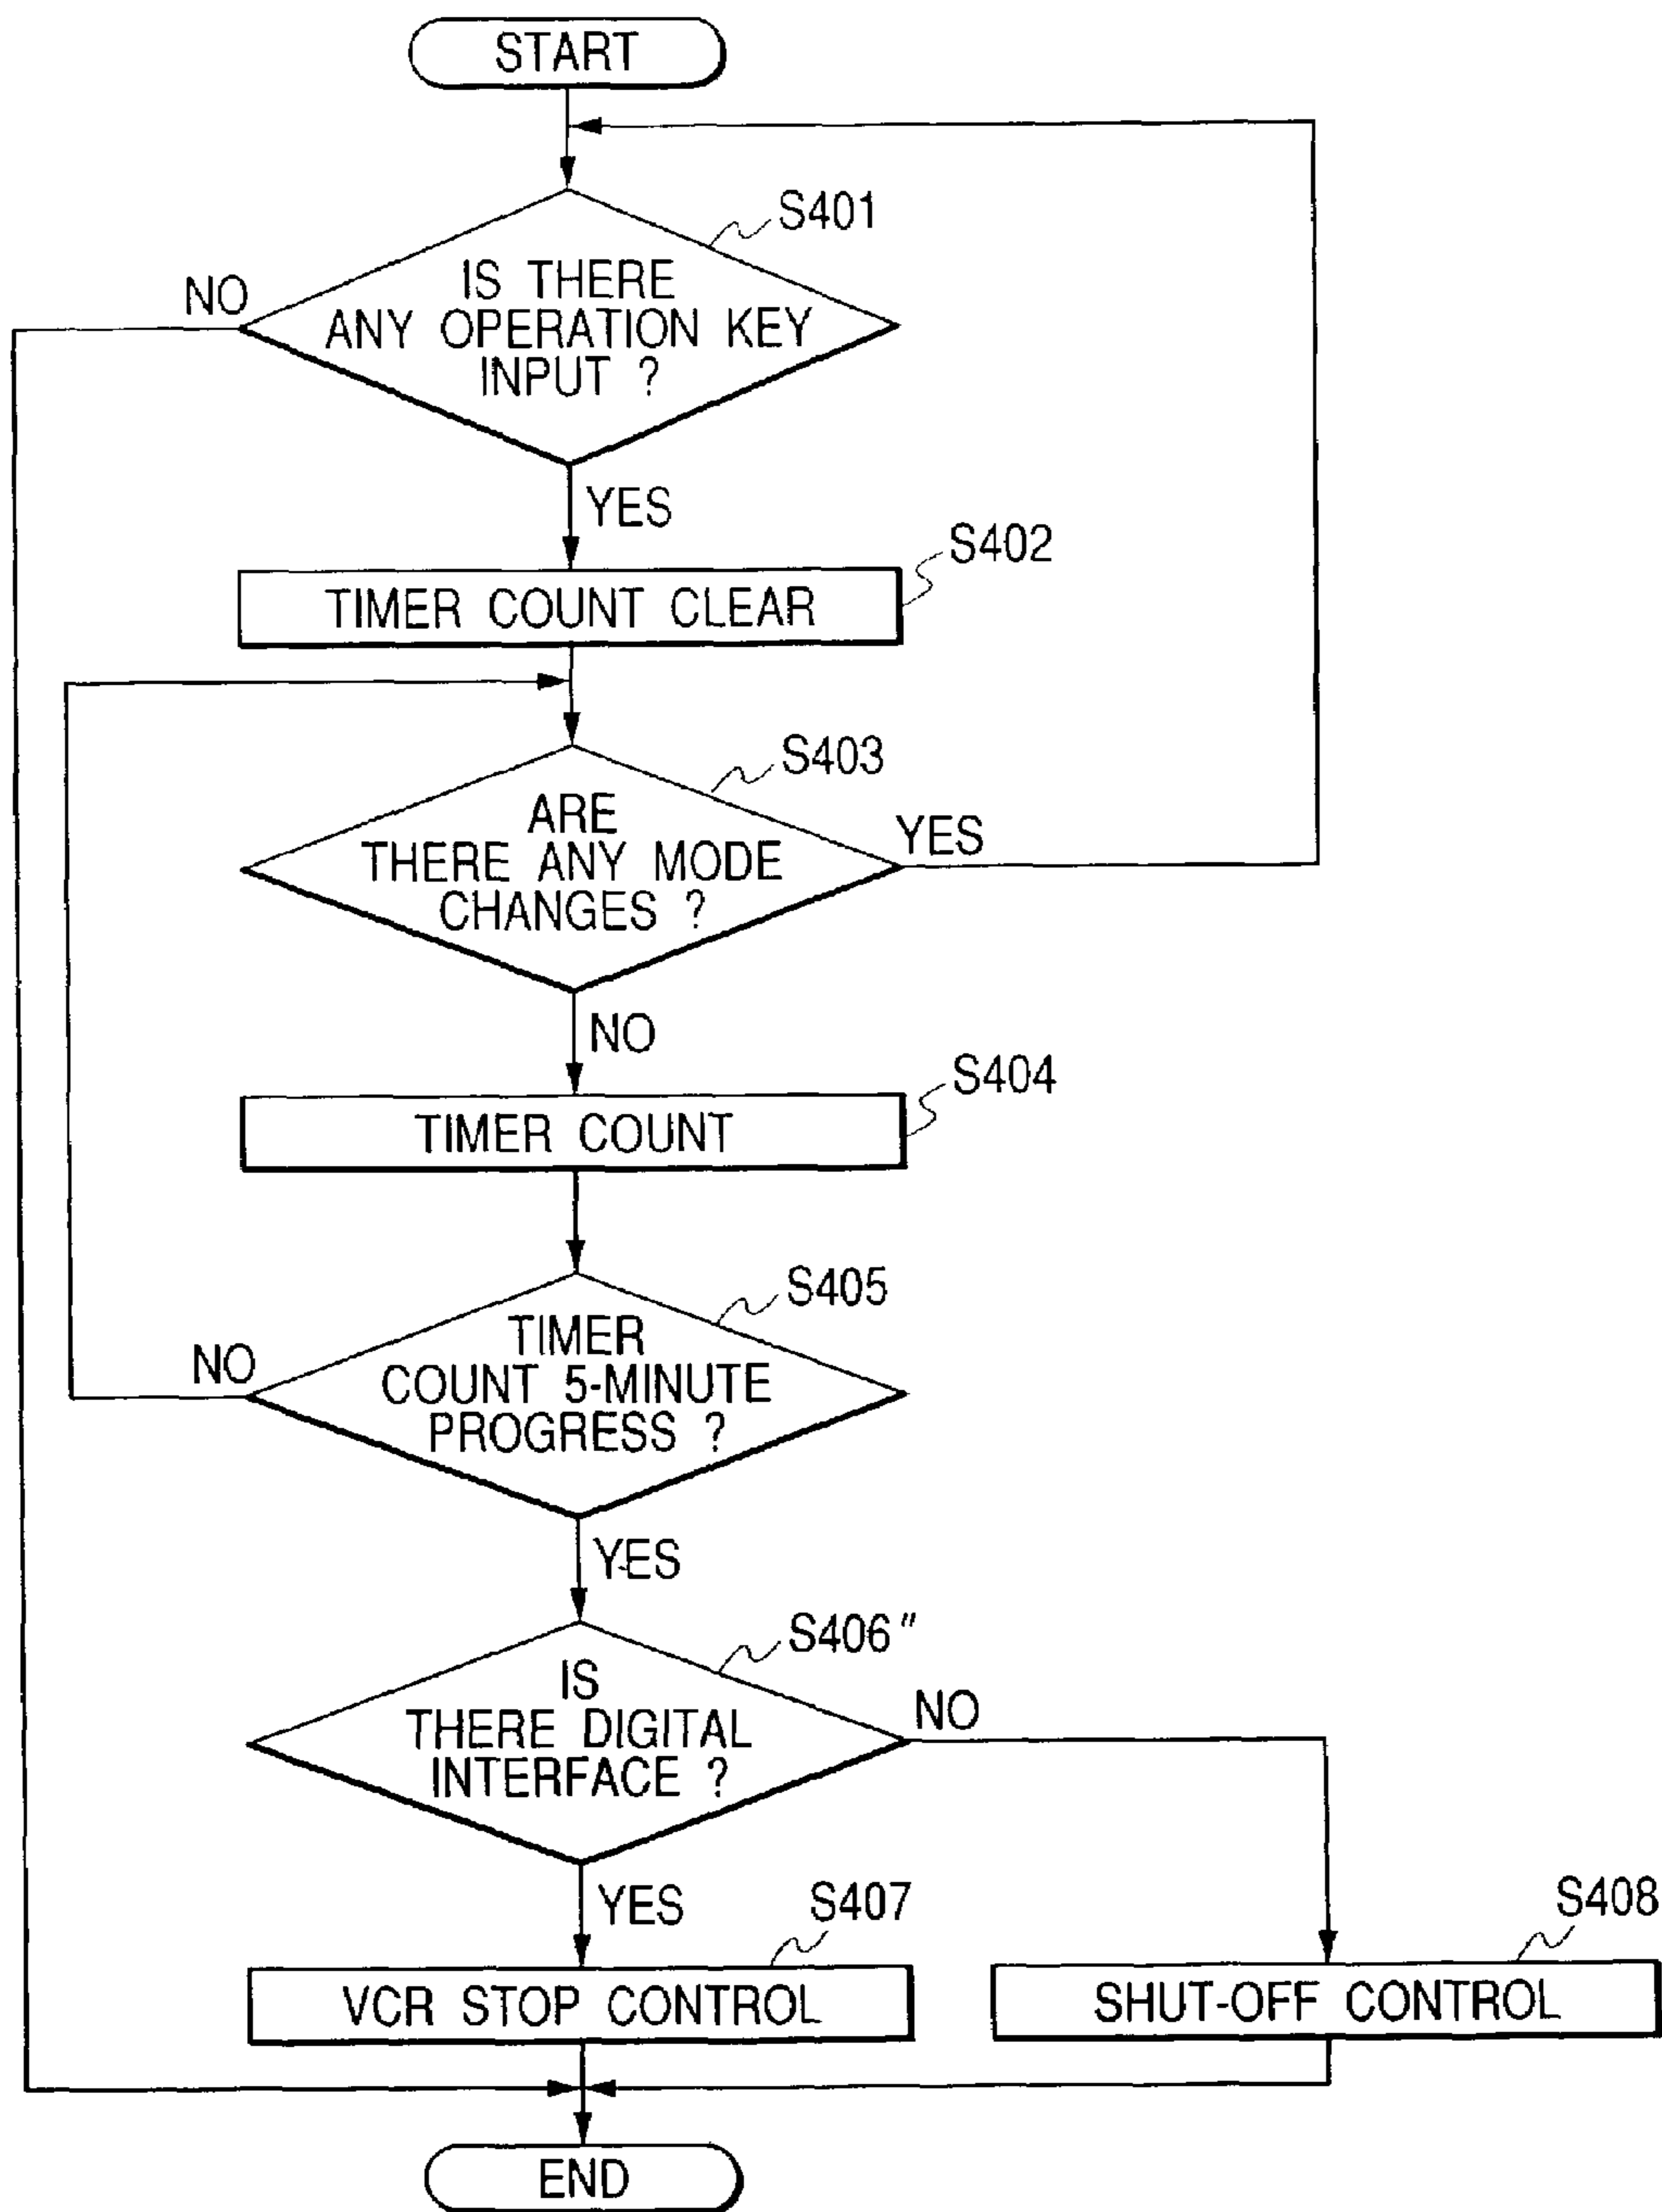 START
S401
IS THERE
ANY OPERATION KEY
INPUT ?
NO
YES
S402
TIMER COUNT CLEAR
S403
ARE
THERE ANY MODE
CHANGES ?
YES
NO
S404
TIMER COUNT
S405
TIMER
COUNT 5-MINUTE
PROGRESS ?
NO
YES
S406"
IS
THERE DIGITAL
INTERFACE ?
NO
YES
S407
VCR STOP CONTROL
S408
SHUT-OFF CONTROL
END